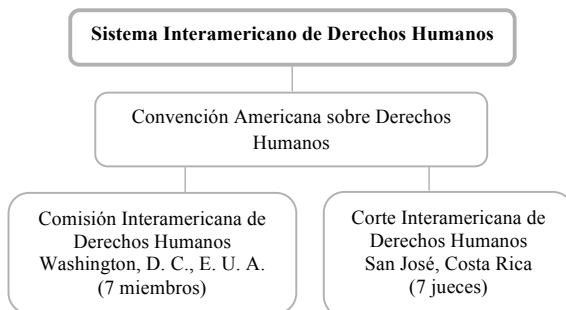 Sistema Interamericano de Derechos Humanos
Convención Americana sobre Derechos
Humanos
Comisión Interamericana de
Derechos Humanos
Washington, D. C., E. U. A.
(7 miembros)
Corte Interamericana de
Derechos Humanos
San José, Costa Rica
(7 jueces)